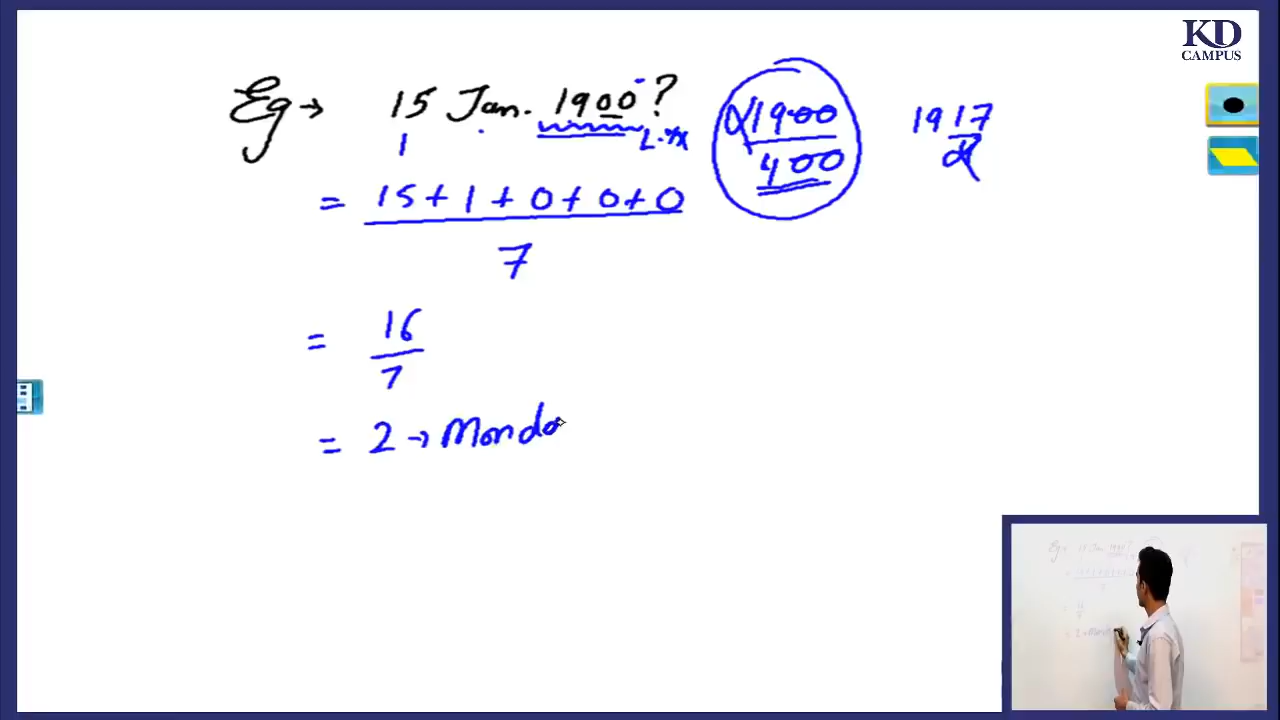 KD
CAMPUS
Eg → 15 Jan. 1900 ?
1
= 15 + 1 + 0 + 0 + 0
7
1900
400
1917
= 16
7
= 2 → Monda